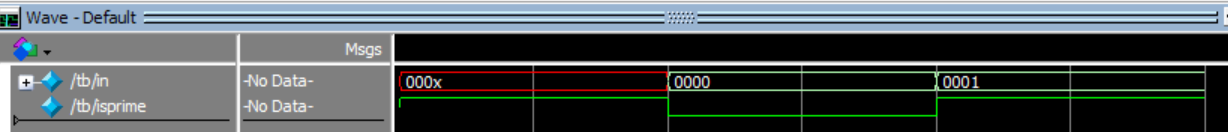 Wave - Default
Msgs
/tb/in -No Data- 000x 0000 0001
/tb/isprime -No Data-